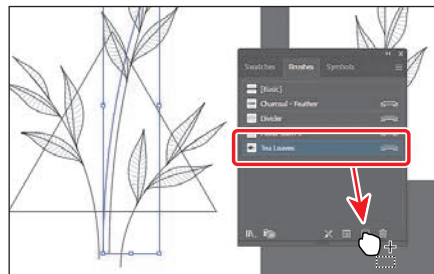 Swatches Brushes Symbols
[Basic]
Charcoal - Feather
Divider
Tea Leaves